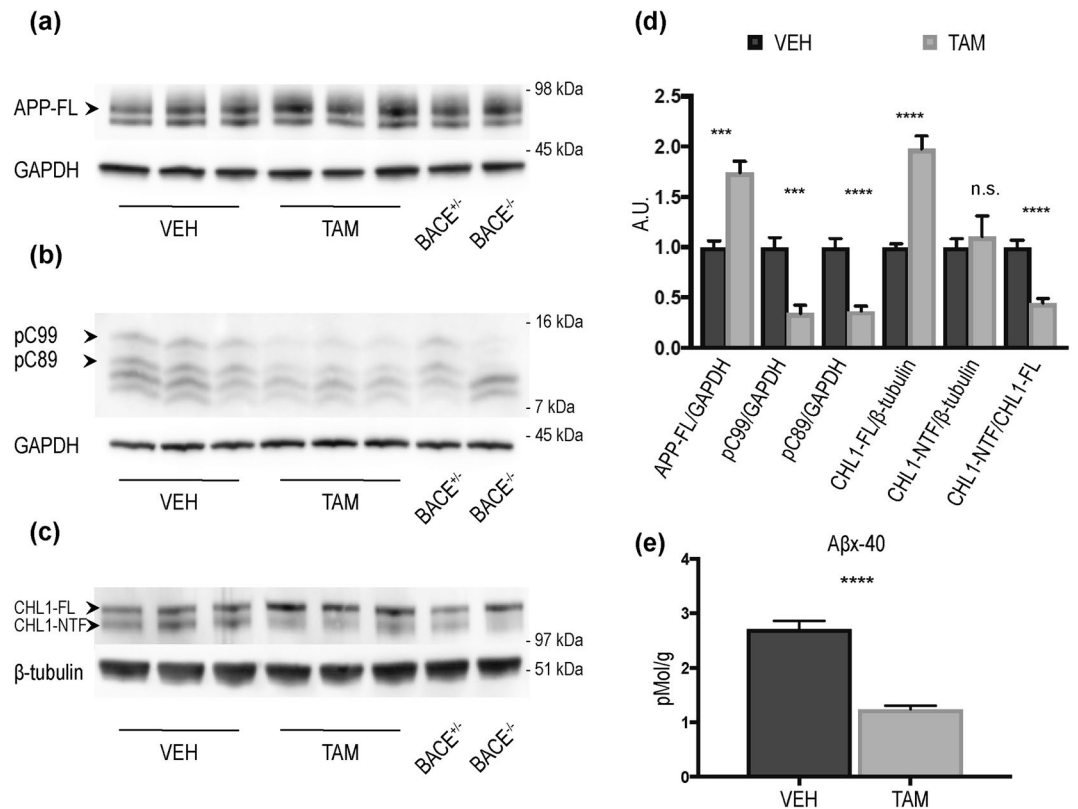 (a)
- 98 kDa
APP-FL
- 45 kDa
GAPDH
VEH
TAM
BACE+/-
BACE-/-
(b)
- 16 kDa
pC99
pC89
- 7 kDa
- 45 kDa
GAPDH
VEH
TAM
BACE+/-
BACE-/-
(c)
CHL1-FL
CHL1-NTF
- 97 kDa
β-tubulin
- 51 kDa
VEH
TAM
BACE+/-
BACE-/-
(d)
VEH
TAM
2.5
2.0
1.5
1.0
0.5
0.0
A.U.
***
***
****
****
n.s.
****
APP-FL/GAPDH
pC99/GAPDH
pC89/GAPDH
CHL1-FL/β-tubulin
CHL1-NTF/β-tubulin
CHL1-NTF/CHL1-FL
(e)
Aβx-40
****
4
3
2
1
0
pMol/g
VEH
TAM